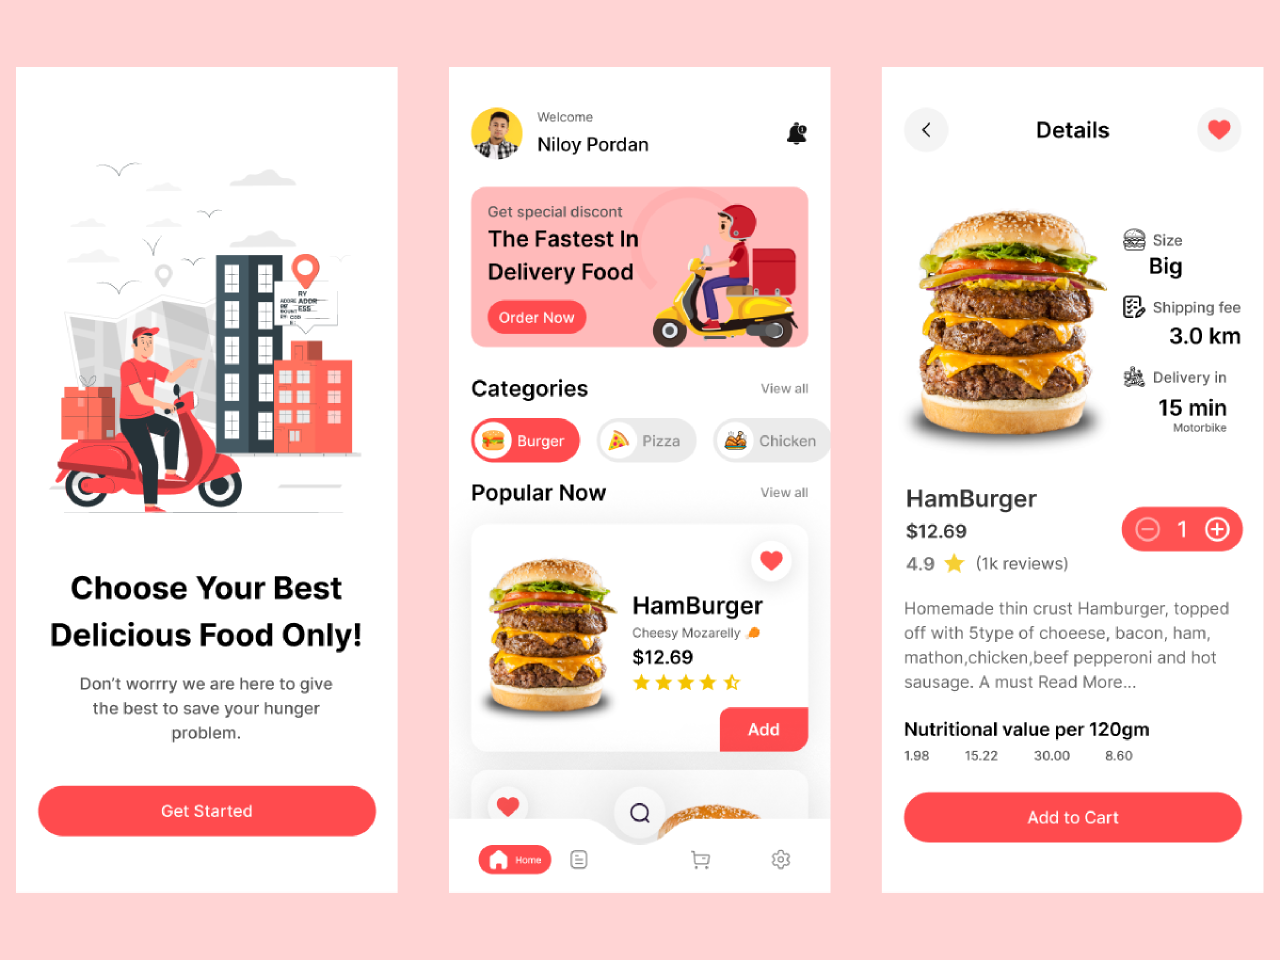 RY
ADDR
ESS
Choose Your Best
Delicious Food Only!
Don't worrry we are here to give
the best to save your hunger
problem.
Get Started
Welcome
Niloy Pordan
Get special discont
The Fastest In
Delivery Food
Order Now
Categories
View all
Burger
Pizza
Chicken
Popular Now
View all
HamBurger
Cheesy Mozarelly
$12.69
Add
Home
Details
Size
Big
Shipping fee
3.0 km
Delivery in
15 min
Motorbike
HamBurger
$12.69
1
4.9 (1k reviews)
Homemade thin crust Hamburger, topped
off with 5type of choeese, bacon, ham,
mathon,chicken,beef pepperoni and hot
sausage. A must Read More...
Nutritional value per 120gm
1.98 15.22 30.00 8.60
Add to Cart